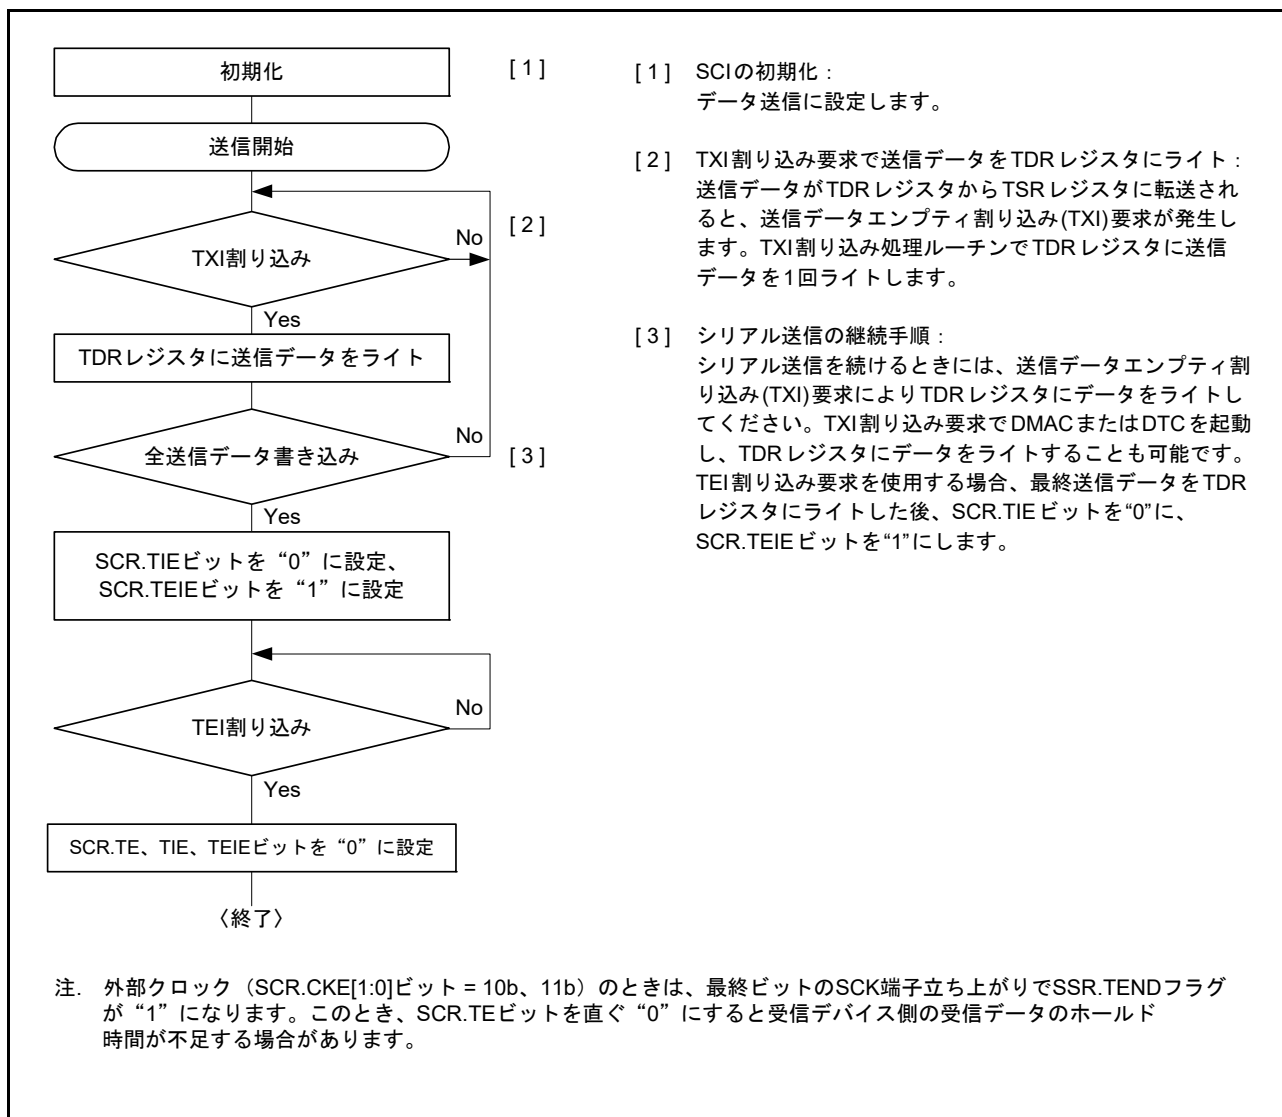 初期化
[ 1 ]
送信開始
[ 2 ]
No
TXI割り込み
Yes
TDRレジスタに送信データをライト
No
全送信データ書き込み
[ 3 ]
Yes
SCR.TIEビットを“0”に設定、
SCR.TEIEビットを“1”に設定
No
TEI割り込み
Yes
SCR.TE、TIE、TEIEビットを“0”に設定
〈終了〉
[ 1 ] SCIの初期化：
データ送信に設定します。
[ 2 ] TXI割り込み要求で送信データをTDRレジスタにライト：
送信データがTDRレジスタからTSRレジスタに転送され
ると、送信データエンプティ割り込み(TXI)要求が発生し
ます。TXI割り込み処理ルーチンでTDRレジスタに送信
データを1回ライトします。
[ 3 ] シリアル送信の継続手順：
シリアル送信を続けるときには、送信データエンプティ割
り込み(TXI)要求によりTDRレジスタにデータをライトし
てください。TXI割り込み要求でDMACまたはDTCを起動
し、TDRレジスタにデータをライトすることも可能です。
TEI割り込み要求を使用する場合、最終送信データをTDR
レジスタにライトした後、SCR.TIEビットを“0”に、
SCR.TEIEビットを“1”にします。
注. 外部クロック（SCR.CKE[1:0]ビット = 10b、11b）のときは、最終ビットのSCK端子立ち上がりでSSR.TENDフラグ
が“1”になります。このとき、SCR.TEビットを直ぐ“0”にすると受信デバイス側の受信データのホールド
時間が不足する場合があります。